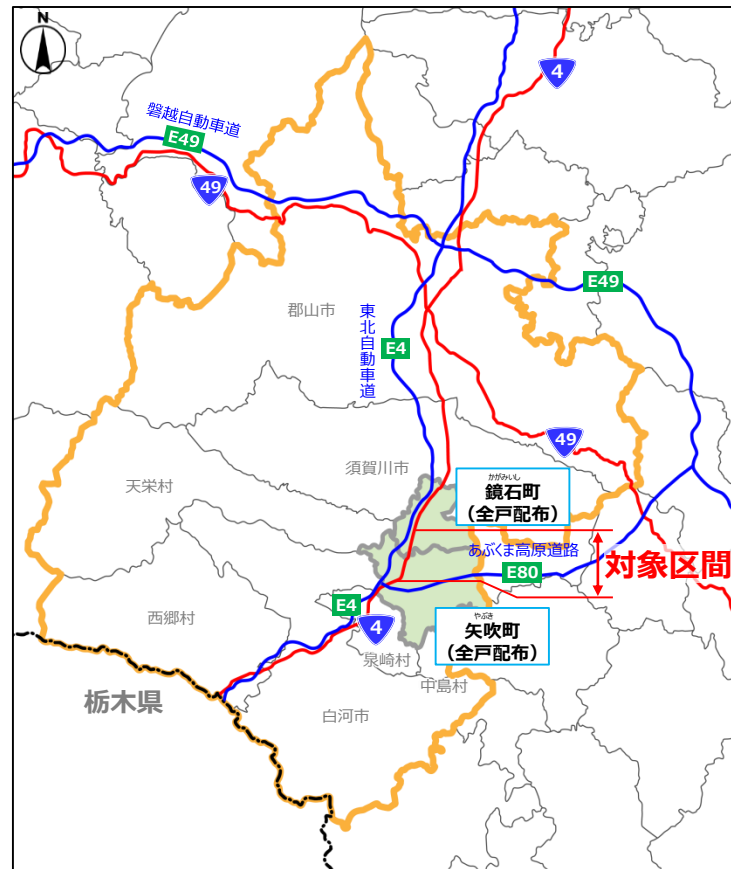 4
磐越自動車道
E49
49
E49
郡山市
東北自動車道
E4
49
須賀川市
かがみいし
鏡石町
（全戸配布）
天栄村
あぶくま高原道路
対象区間
E80
E4
やぶき
矢吹町
（全戸配布）
西郷村
4
泉崎村
中島村
栃木県
白河市